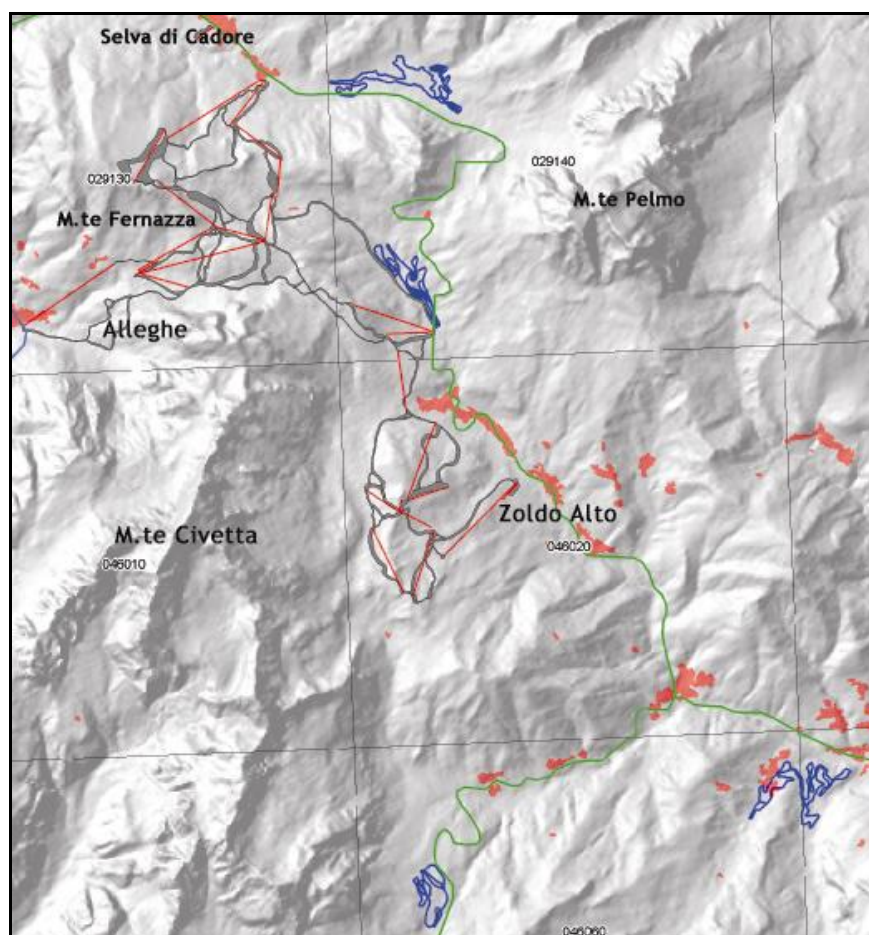 Selva di Cadore
029140
029130
M.te Pelmo
M.te Fernazza
Alleghe
Zoldo Alto
M.te Civetta
046020
046010
046060